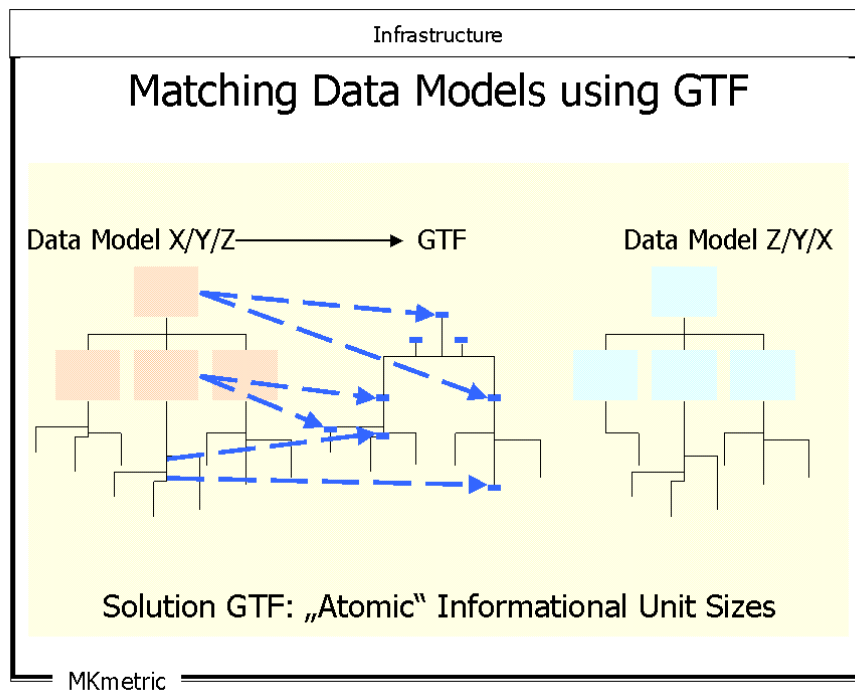 Infrastructure
Matching Data Models using GTF
Data Model X/Y/Z GTF Data Model Z/Y/X
Solution GTF: „Atomic“ Informational Unit Sizes
MKmetric